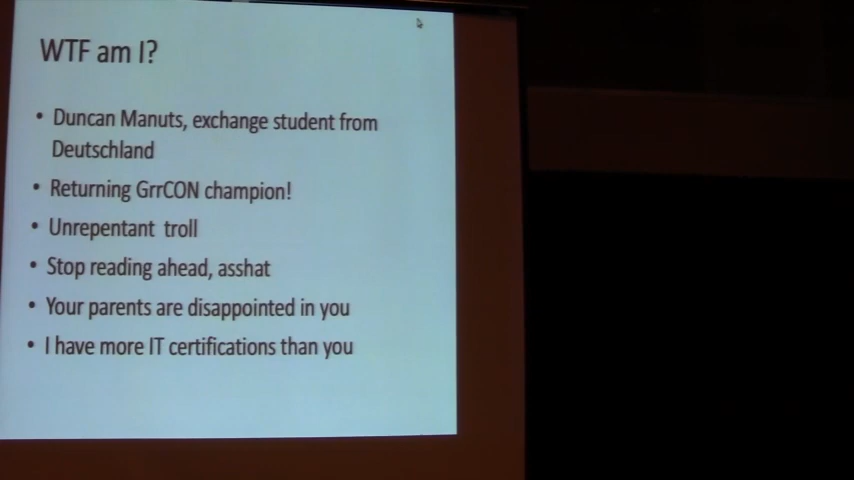 WTF am I?
• Duncan Manuts, exchange student from
Deutschland
• Returning GrrCON champion!
• Unrepentant troll
• Stop reading ahead, asshat
• Your parents are disappointed in you
• I have more IT certifications than you